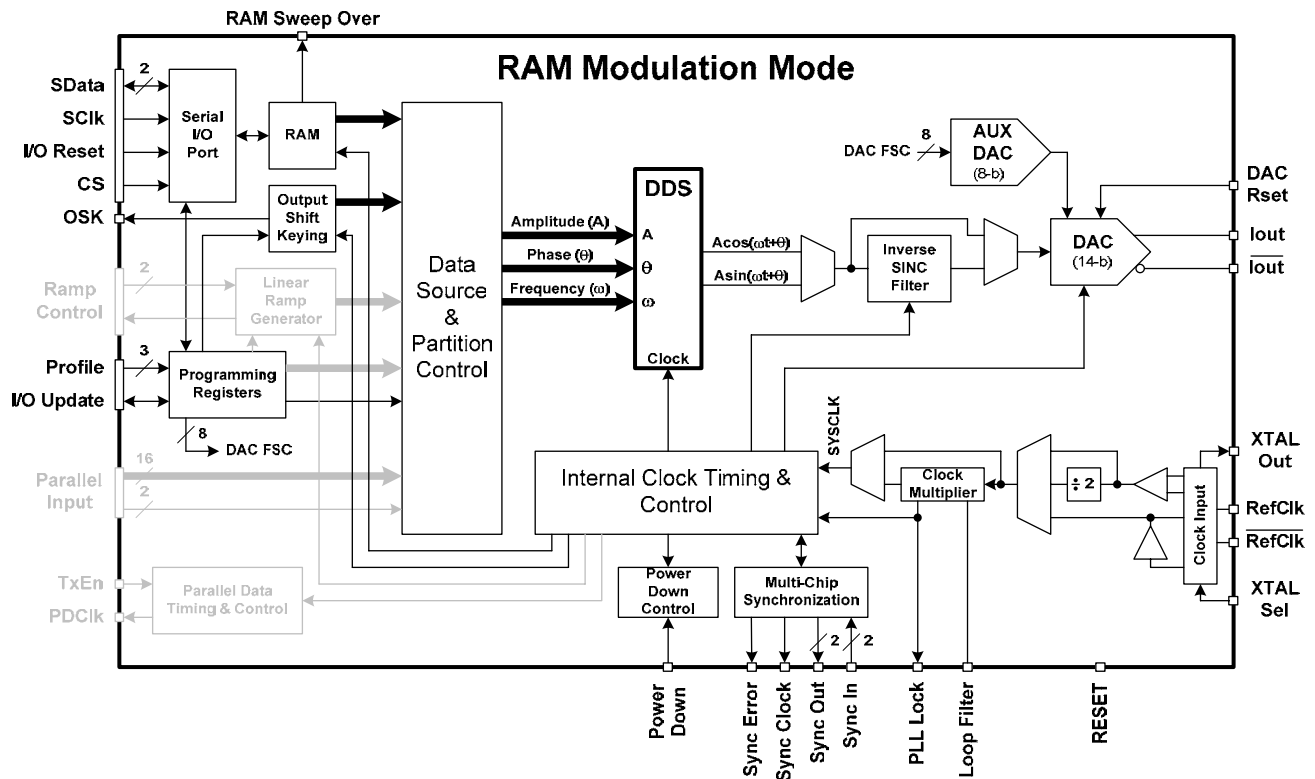 RAM Sweep Over
RAM Modulation Mode
SData
2
SClk
I/O Reset
CS
OSK
Serial
I/O
Port
RAM
Output
Shift
Keying
Ramp
Control
2
Linear
Ramp
Generator
Profile
3
I/O Update
Programming
Registers
8
DAC FSC
Parallel
Input
16
2
TxEn
PDClk
Parallel Data
Timing & Control
Data
Source
&
Partition
Control
Amplitude (A)
Phase (θ)
Frequency (ω)
DDS
A
θ
ω
Clock
Acos(ωt+θ)
Asin(ωt+θ)
Inverse
SINC
Filter
DAC FSC
8
AUX
DAC
(8-b)
DAC
(14-b)
DAC
Rset
Iout
Iout
SYSCLK
Internal Clock Timing &
Control
Clock
Multiplier
÷ 2
Clock Input
XTAL
Out
RefClk
RefClk
XTAL
Sel
Power
Down
Control
Multi-Chip
Synchronization
2
2
Power
Down
Sync Error
Sync Clock
Sync Out
Sync In
PLL Lock
Loop Filter
RESET